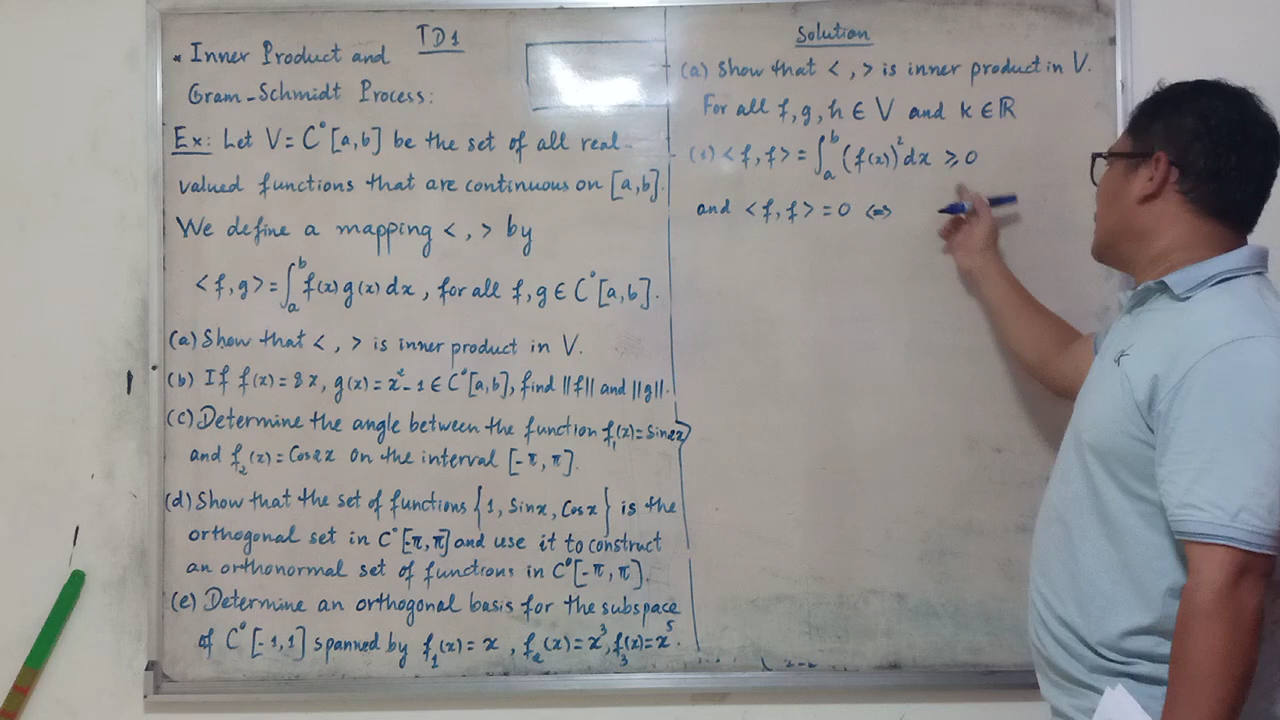 TD1
* Inner Product and
Gram-Schmidt Process:
Ex: Let V = C°[a,b] be the set of all real-
valued functions that are continuous on [a,b].
We define a mapping < , > by
<f,g> = ∫ₐᵇ f(x)g(x)dx, for all f,g ∈ C°[a,b].
(a) Show that < , > is inner product in V.
(b) If f(x) = 8x, g(x) = x²-1 ∈ C°[a,b], find ||f|| and ||g||.
(c) Determine the angle between the function f₁(x) = Sin2x
and f₂(x) = Cos2x on the interval [-π, π].
(d) Show that the set of functions {1, Sinx, Cosx} is the
orthogonal set in C°[-π,π] and use it to construct
an orthonormal set of functions in C°[-π, π].
(e) Determine an orthogonal basis for the subspace
of C°[-1,1] spanned by f₁(x) = x, f₂(x) = x³, f₃(x) = x⁵.
Solution
(a) Show that < , > is inner product in V.
For all f, g, h ∈ V and k ∈ ℝ
<f, f> = ∫ₐᵇ (f(x))²dx ≥ 0
and <f, f> = 0 <=>